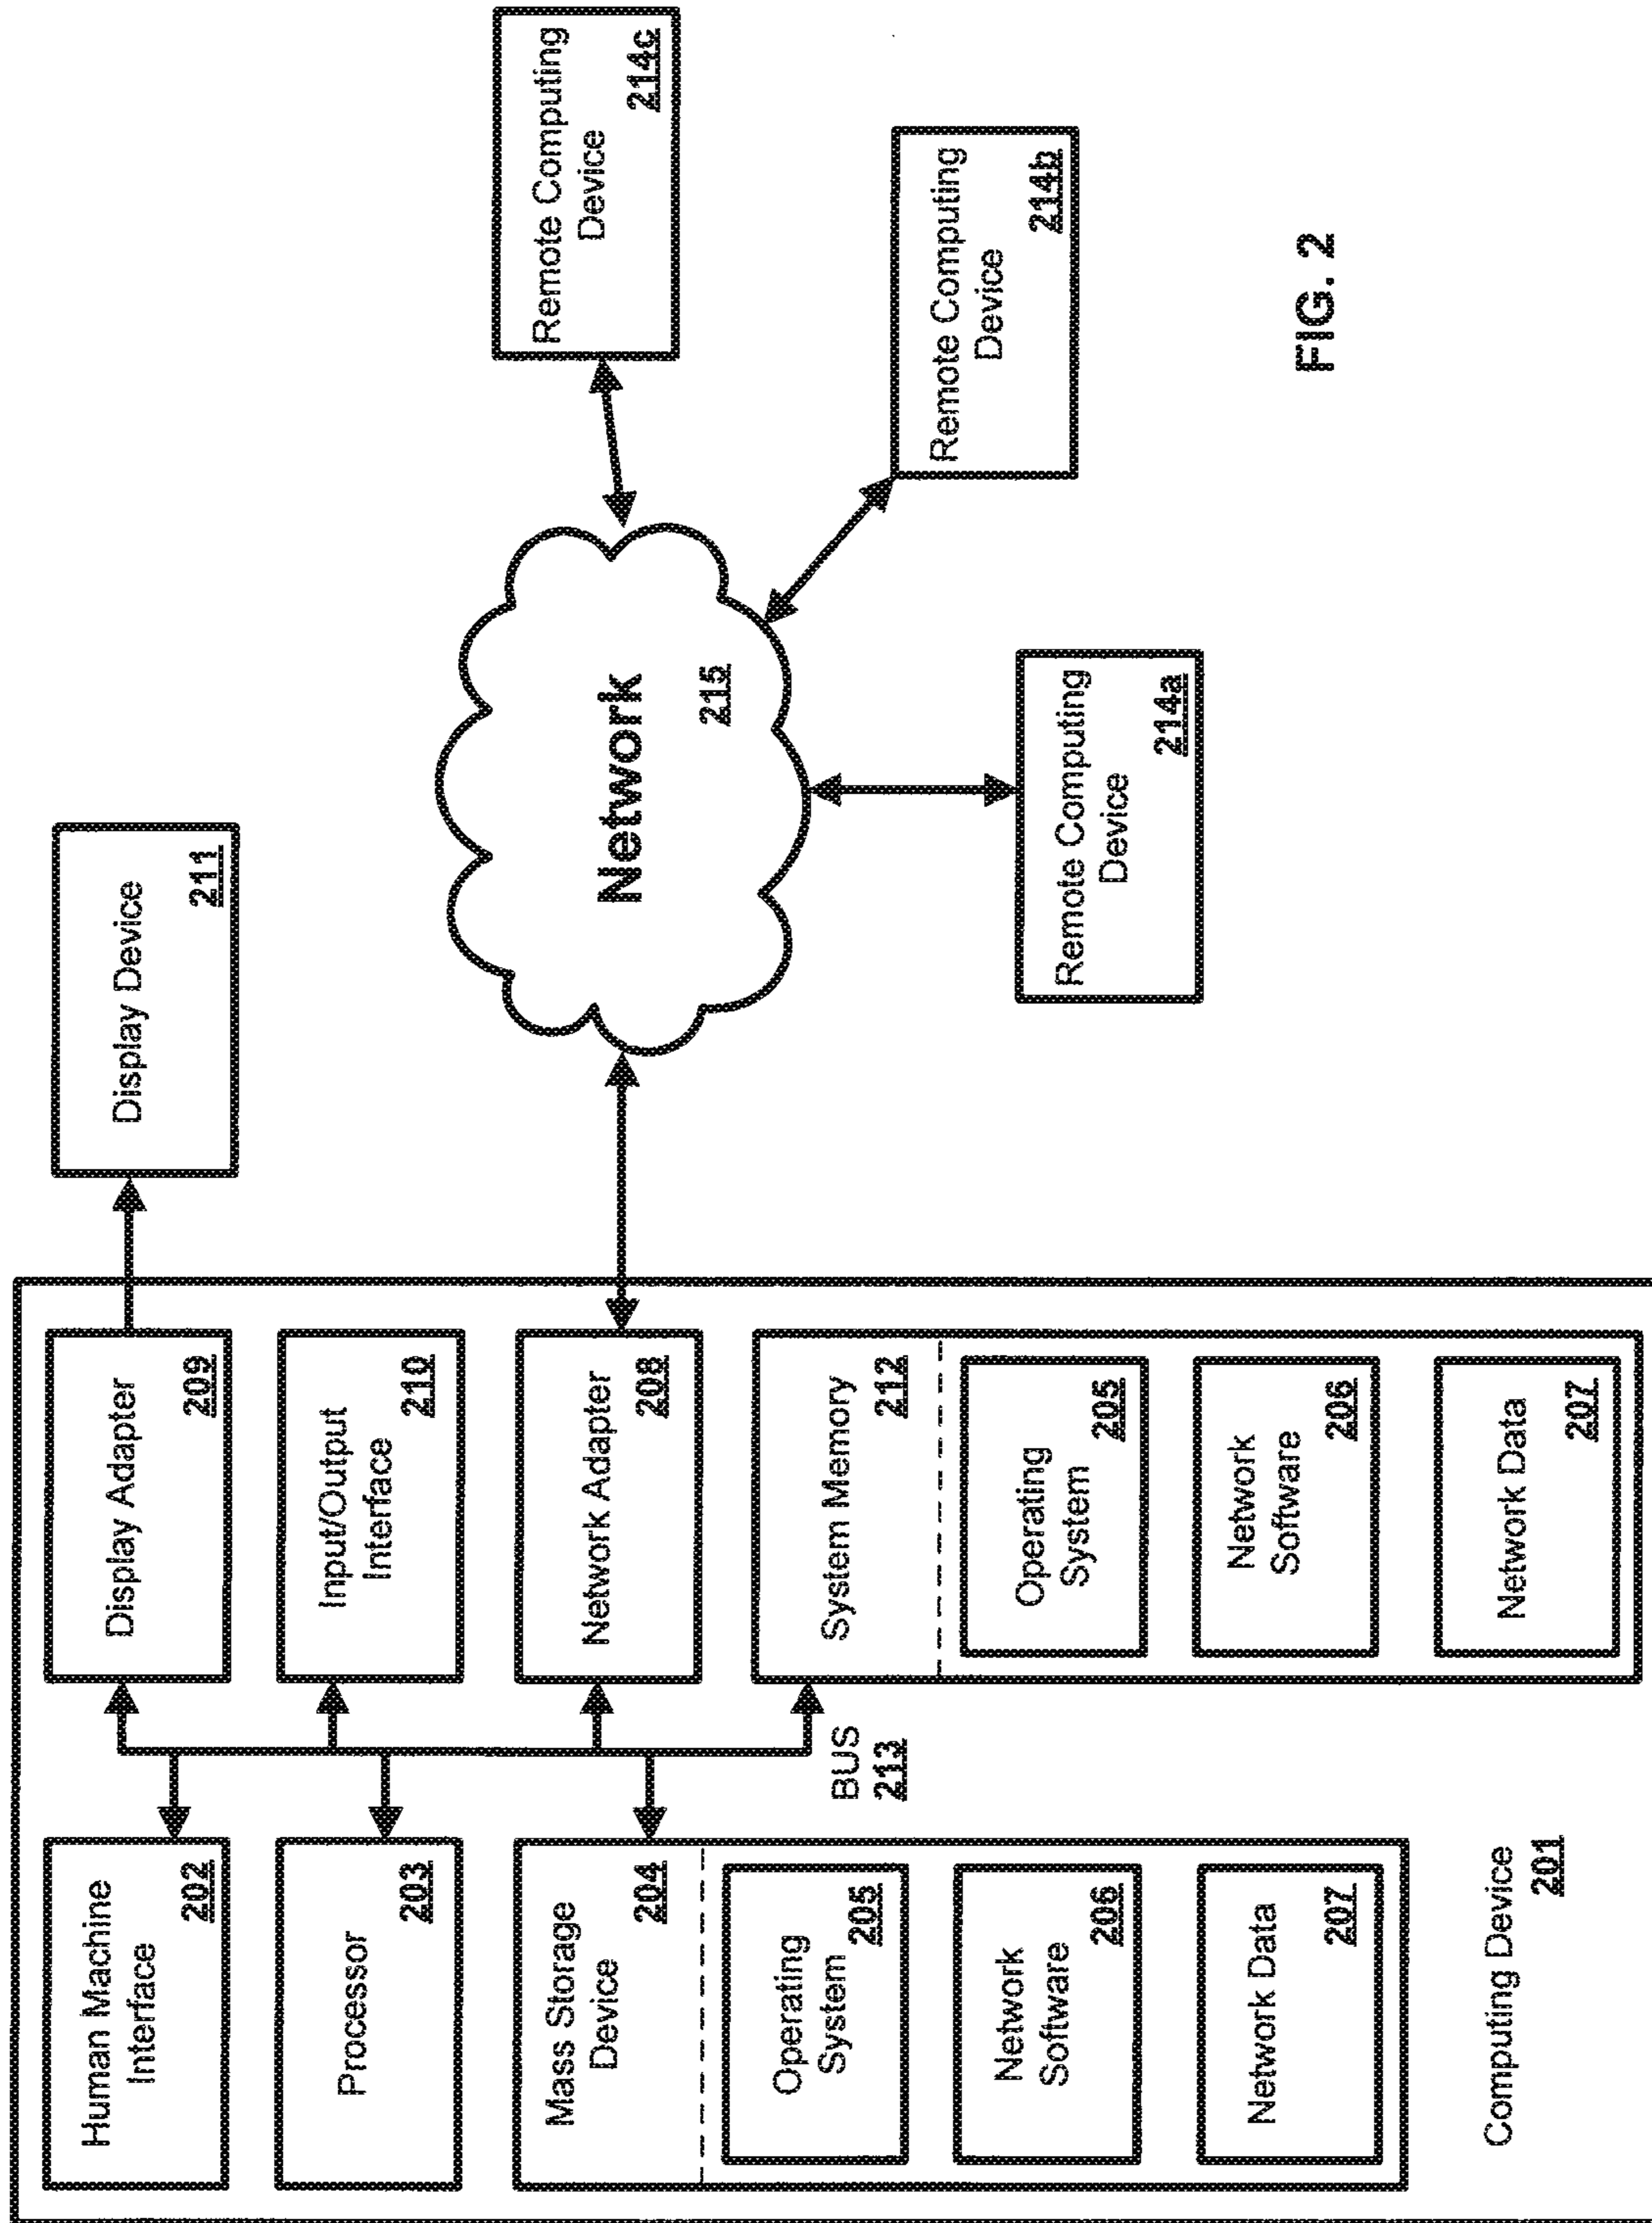 Human Machine
Interface
202
Processor
203
Mass Storage
Device
204
Operating
System
205
Network
Software
206
Network Data
207
Computing Device
201
BUS
213
Display Adapter
209
Input/Output
Interface
210
Network Adapter
208
System Memory
212
Operating
System
205
Network
Software
206
Network Data
207
Display Device
211
Network
215
Remote Computing
Device
214a
Remote Computing
Device
214b
Remote Computing
Device
214c
FIG. 2